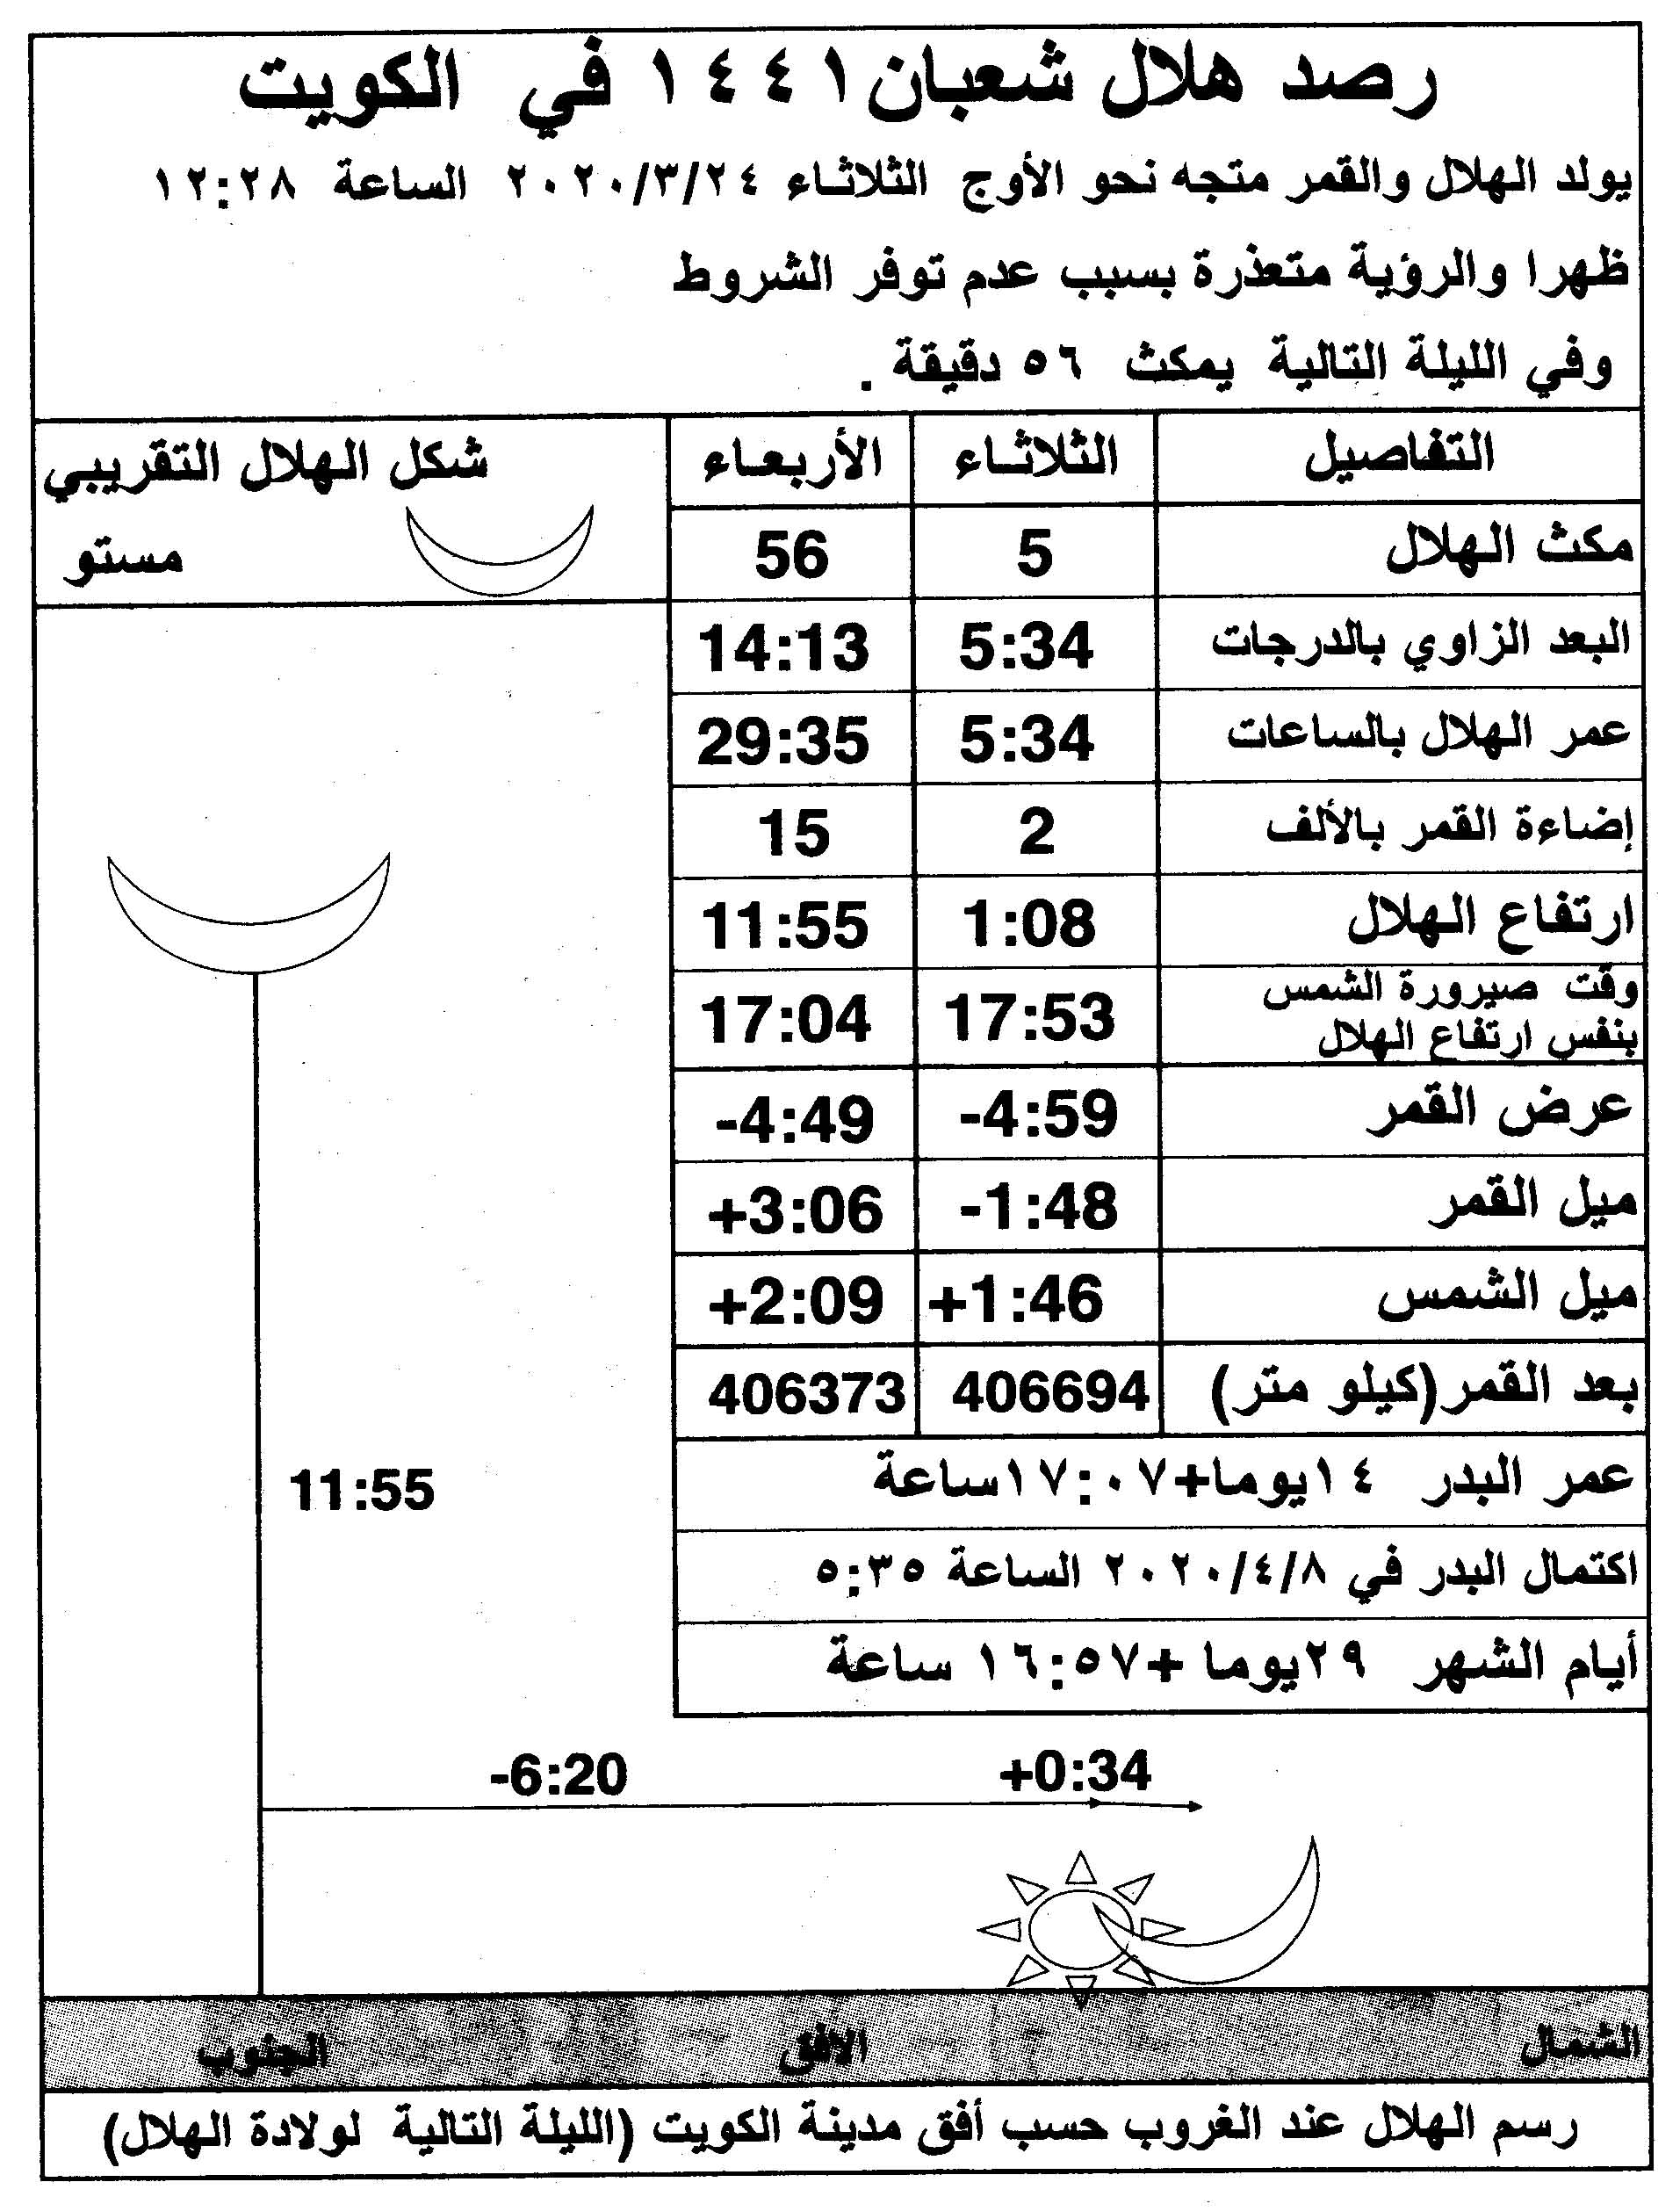 رصد هلال شعبان ١٤٤١ في الكويت
يولد الهلال والقمر متجه نحو الأوج الثلاثاء ٢٠٢٠/٣/٢٤ الساعة ١٢:٢٨
ظهرا والرؤية متعذرة بسبب عدم توفر الشروط
وفي الليلة التالية يمكث ٥٦ دقيقة .
التفاصيل الثلاثاء الأربعاء شكل الهلال التقريبي
مكث الهلال 5 56 مستو
البعد الزاوي بالدرجات 5:34 14:13
عمر الهلال بالساعات 5:34 29:35
إضاءة القمر بالألف 2 15
ارتفاع الهلال 1:08 11:55
وقت صيرورة الشمس
بنفس ارتفاع الهلال 17:53 17:04
عرض القمر -4:59 -4:49
ميل القمر -1:48 +3:06
ميل الشمس +1:46 +2:09
بعد القمر(كيلو متر) 406694 406373
عمر البدر ١٤يوما+١٧:٠٧ساعة
11:55
اكتمال البدر في ٢٠٢٠/٤/٨ الساعة ٥:٣٥
أيام الشهر ٢٩يوما +١٦:٥٧ ساعة
+0:34 -6:20
الشمال الافق الجنوب
رسم الهلال عند الغروب حسب أفق مدينة الكويت (الليلة التالية لولادة الهلال)